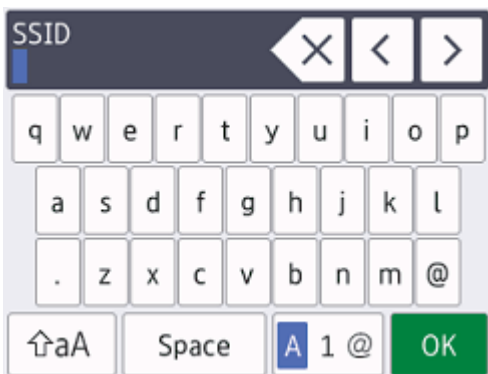 SSID
q w e r t y u i o p
a s d f g h j k l
. z x c v b n m @
aA Space A 1 @ OK